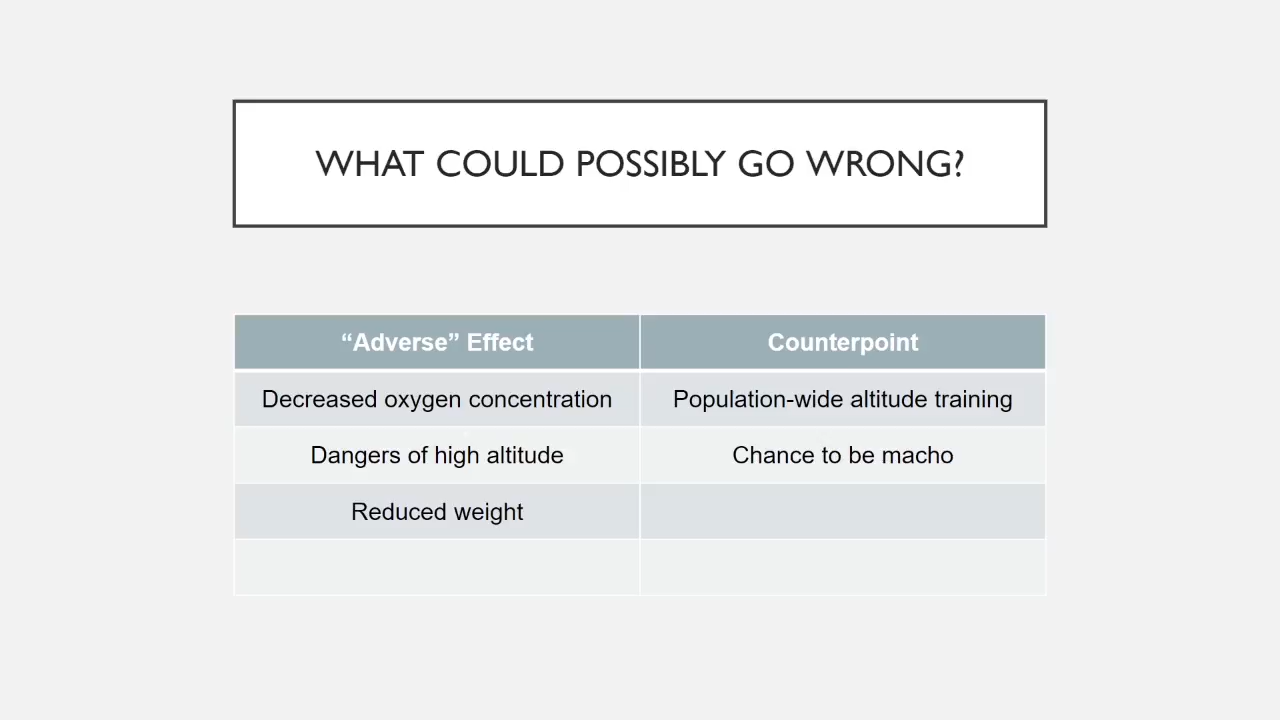 WHAT COULD POSSIBLY GO WRONG?
“Adverse” Effect
Counterpoint
Decreased oxygen concentration
Population-wide altitude training
Dangers of high altitude
Chance to be macho
Reduced weight